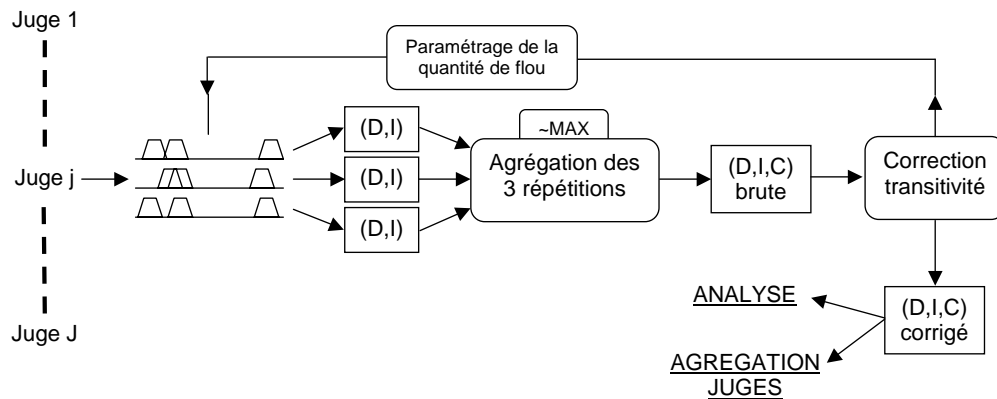 Juge 1
Paramétrage de la
quantité de flou
(D,I)
~MAX
Juge j
(D,I)
Agrégation des
3 répétitions
(D,I,C)
brute
Correction
transitivité
(D,I)
ANALYSE
(D,I,C)
corrigé
Juge J
AGREGATION
JUGES